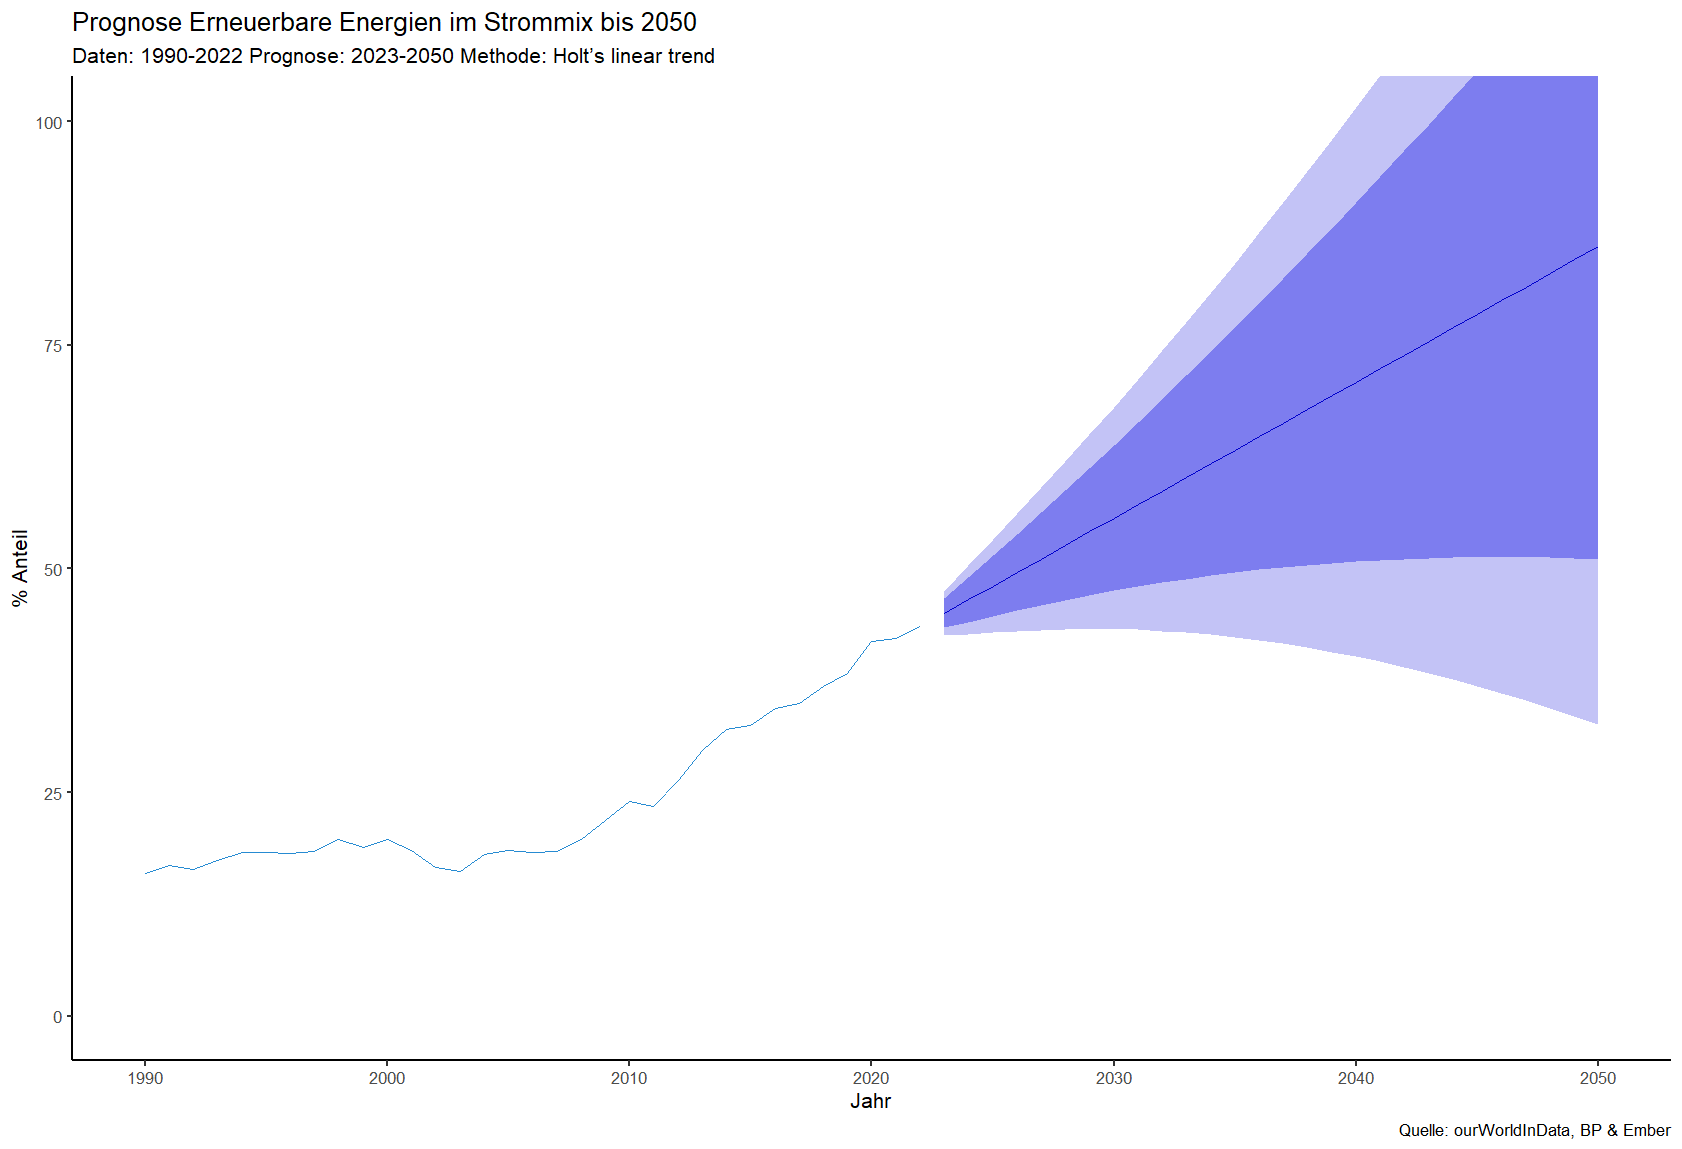 Prognose Erneuerbare Energien im Strommix bis 2050
Daten: 1990-2022 Prognose: 2023-2050 Methode: Holt’s linear trend
100
75
50
25
0
% Anteil
1990 2000 2010 2020 2030 2040 2050
Jahr
Quelle: ourWorldInData, BP & Ember